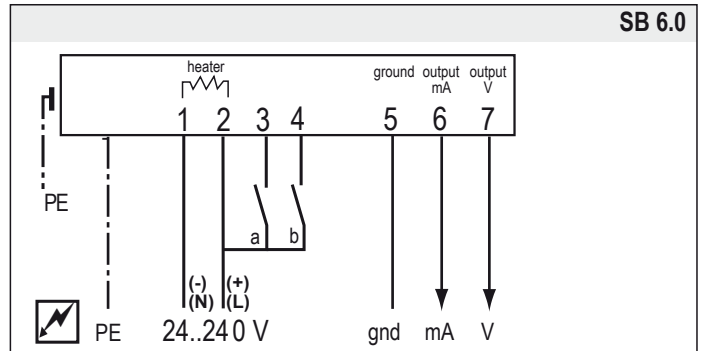 SB 6.0
heater
ground output output
mA V
1 2 3 4 5 6 7
PE
a b
(-) (+)
(N) (L)
PE 24..240 V gnd mA V